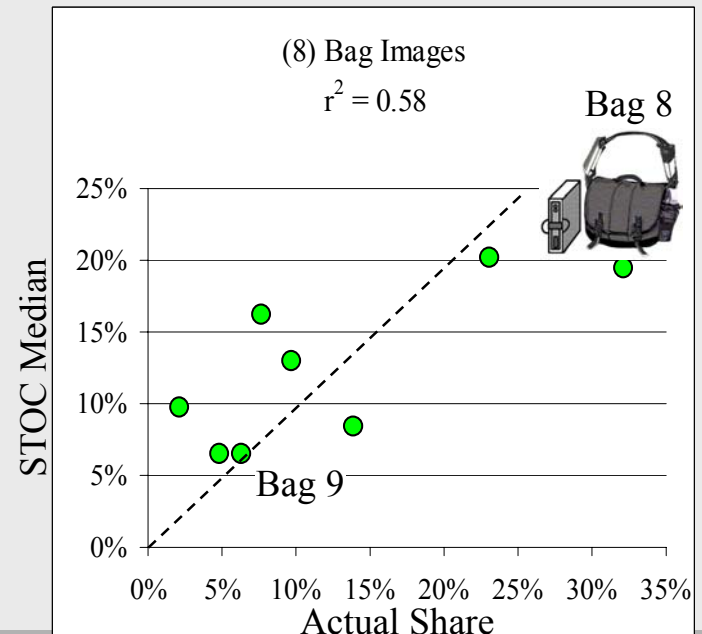 (8) Bag Images
r² = 0.58
Bag 8
25%
20%
15%
10%
5%
0%
STOC Median
Bag 9
0% 5% 10% 15% 20% 25% 30% 35%
Actual Share